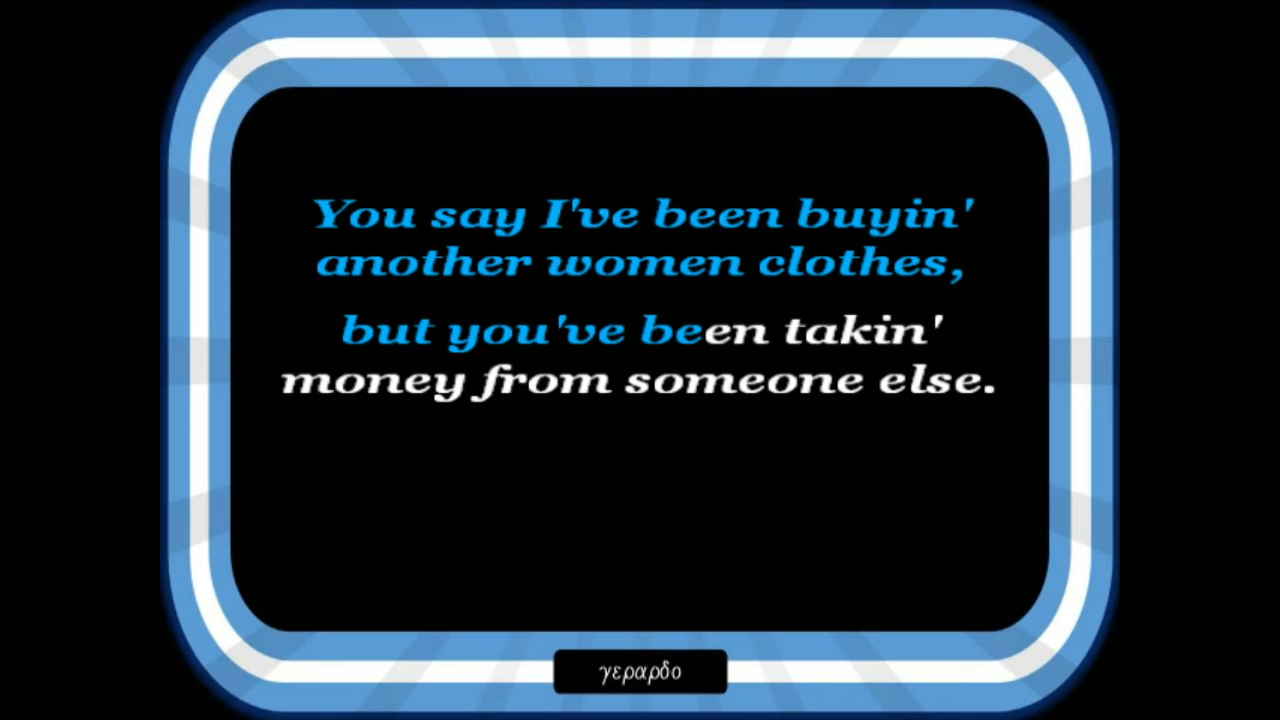 You say I've been buyin'
another women clothes,
but you've been takin'
money from someone else.
γεραρδο